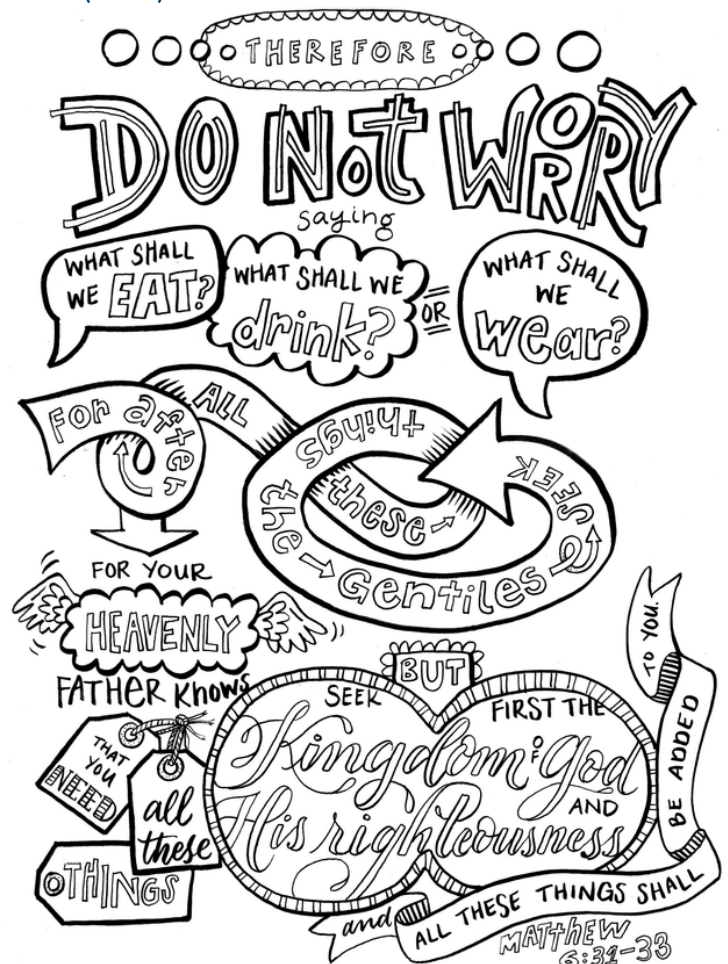 THEREFORE
DO NOT WORRY
saying
WHAT SHALL
WE EAT?
WHAT SHALL WE
drink?
OR
WHAT SHALL
WE
wear?
For after
ALL
these
things
the Gentiles
SEEK
FOR YOUR
HEAVENLY
FATHER KNOWS
THAT
YOU
NEED
all
these
THINGS
BUT
SEEK FIRST THE
Kingdom OF God
AND
His righteousness
and
ALL THESE THINGS SHALL
BE ADDED
TO YOU.
MATTHEW
6:31-33